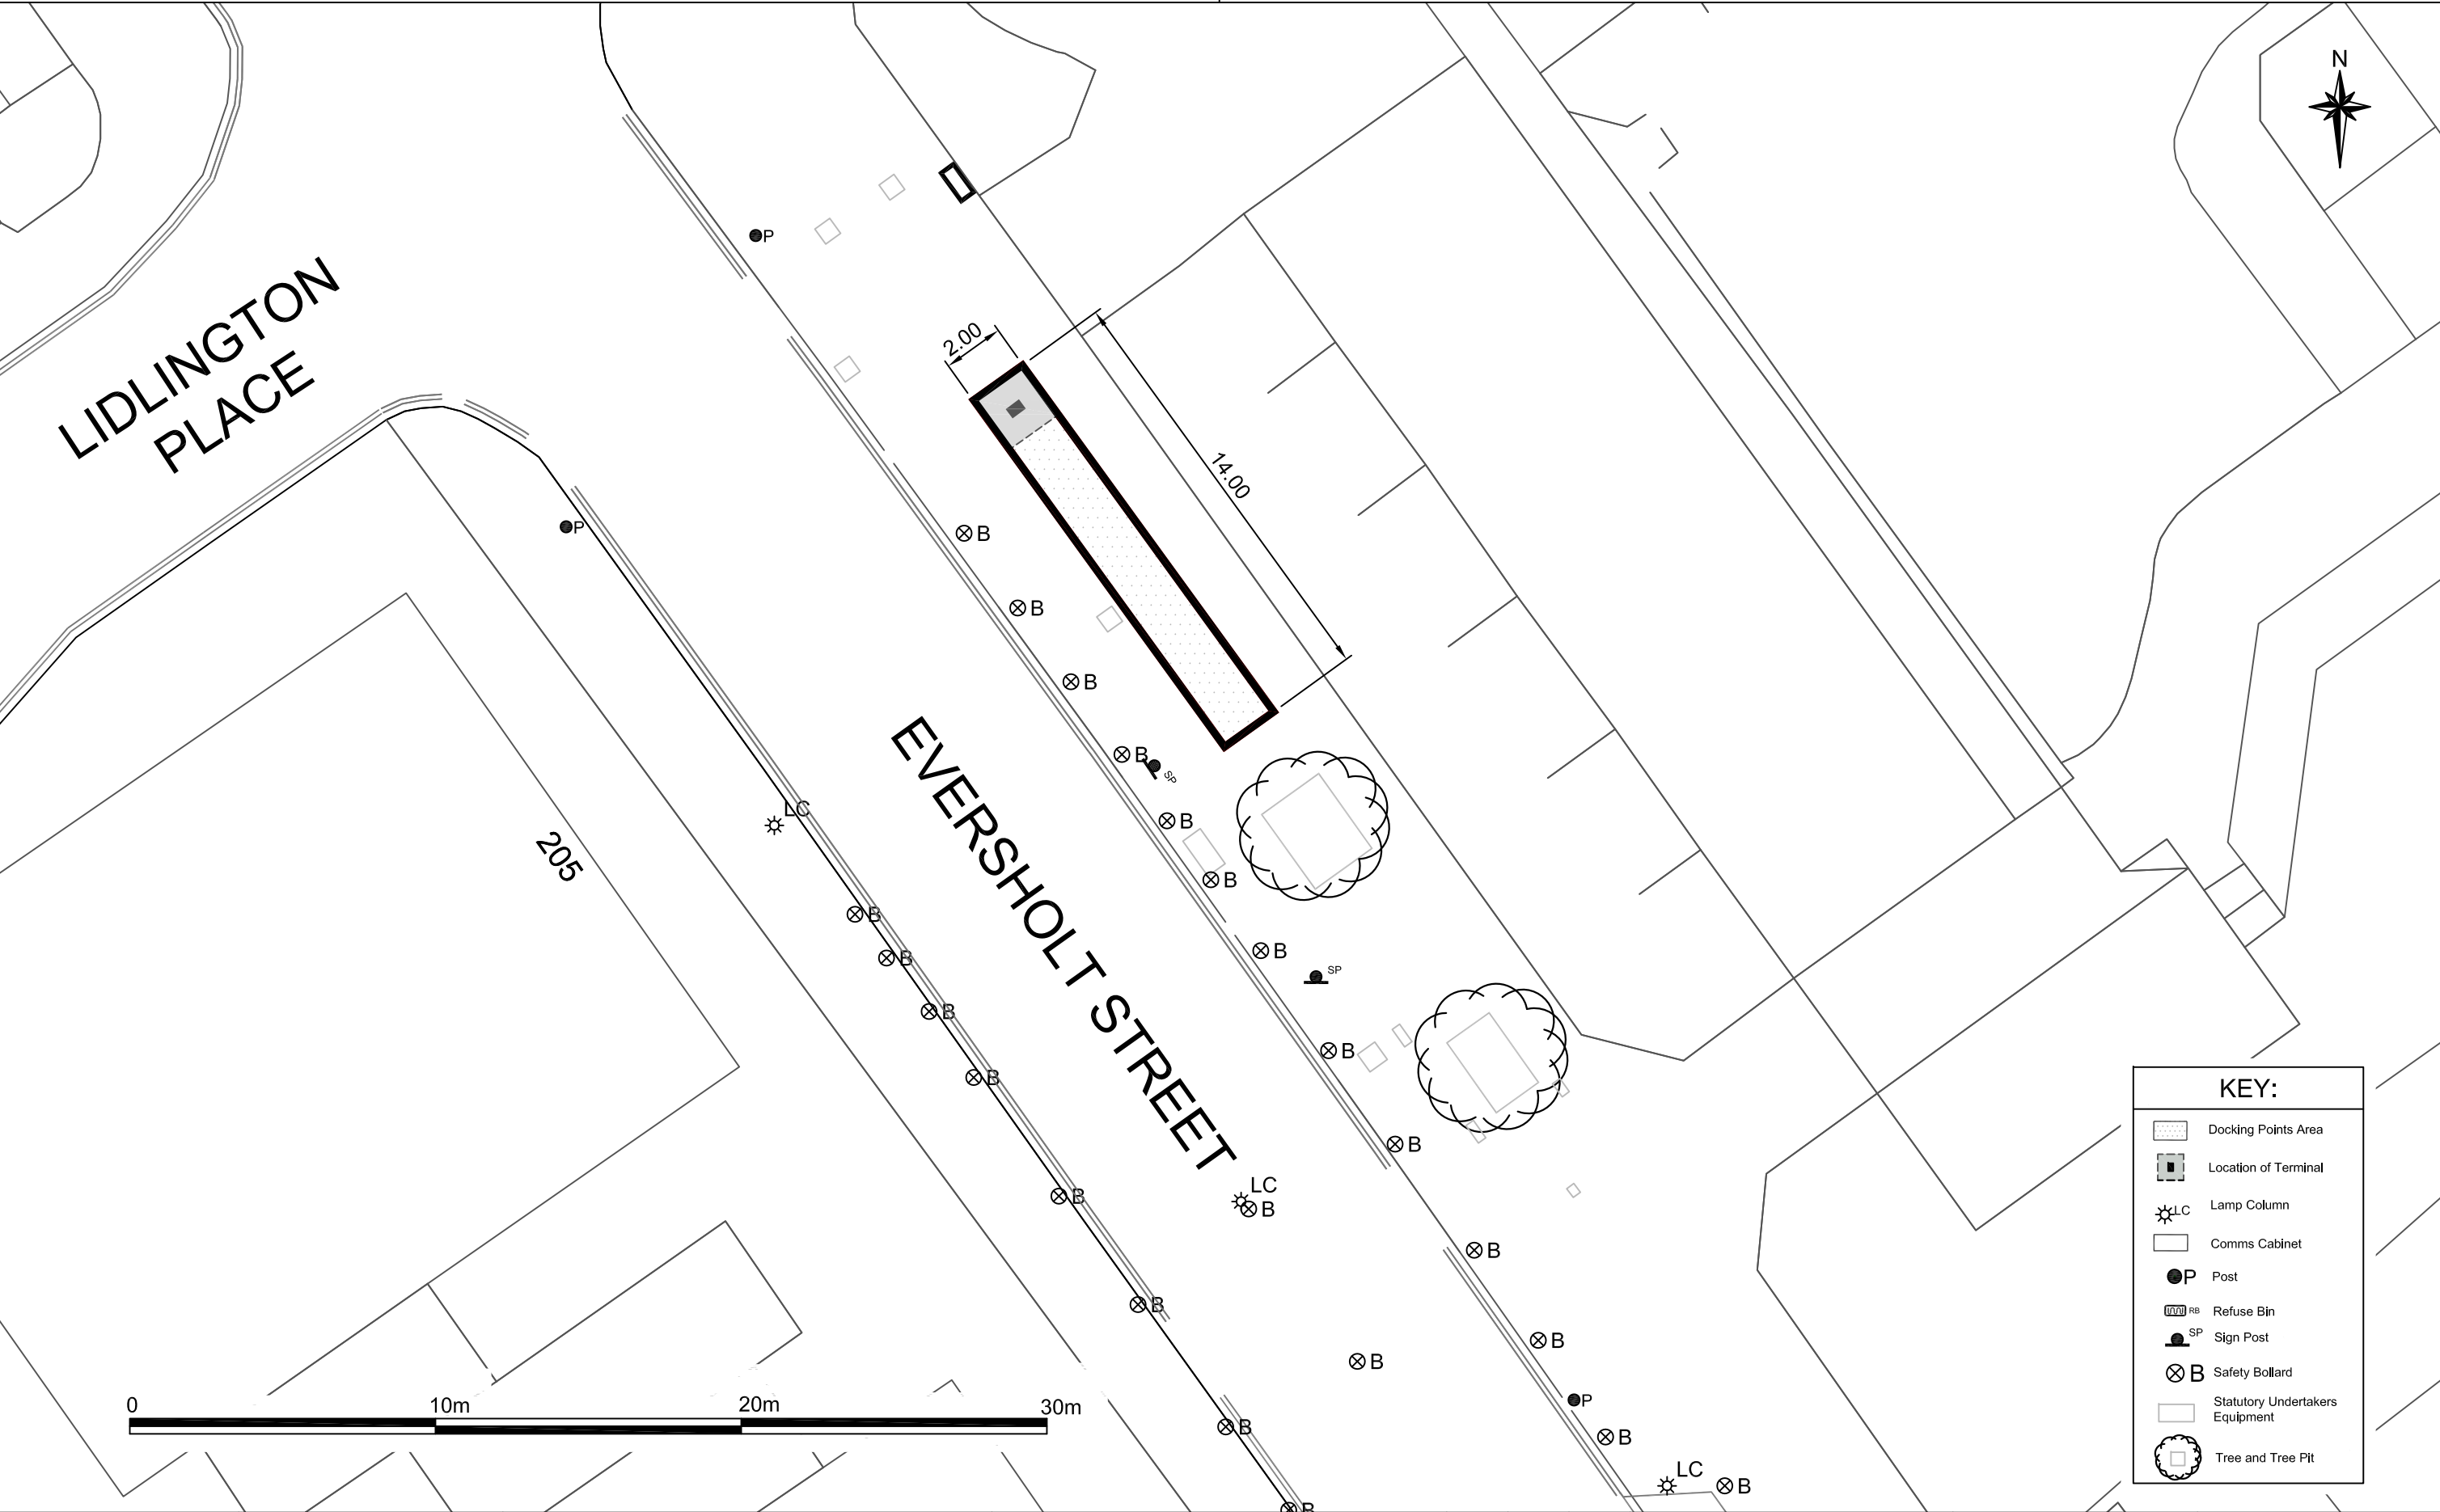 N
P
LIDLINGTON
PLACE
2.00
14.00
P
B
B
B
B
SP
B
B
EVERSHOLT STREET
LC
205
B
B
B
B
SP
B
B
B
B
LC
B
B
B
B
B
B
P
B
B
LC
B
B
0
10m
20m
30m
KEY:
Docking Points Area
Location of Terminal
LC Lamp Column
Comms Cabinet
P Post
RB Refuse Bin
SP Sign Post
B Safety Bollard
Statutory Undertakers
Equipment
Tree and Tree Pit